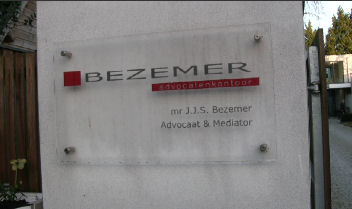 BEZEMER
advocatenkantoor
mr J.J.S. Bezemer
Advocaat & Mediator